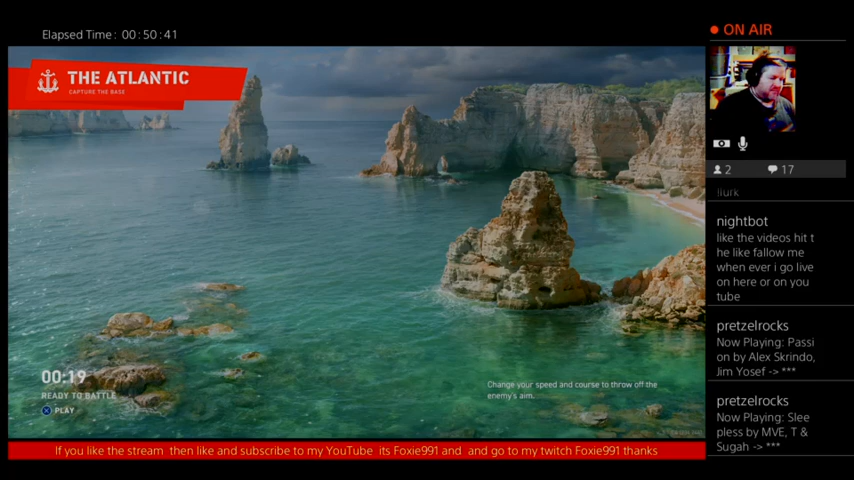 Elapsed Time: 00:50:41
ON AIR
THE ATLANTIC
CAPTURE THE BASE
2
17
!lurk
nightbot
like the videos hit t
he like fallow me
when ever i go live
on here or on you
tube
pretzelrocks
Now Playing: Passi
on by Alex Skrindo,
Jim Yosef -> ***
pretzelrocks
Now Playing: Slee
pless by MVE, T &
Sugah -> ***
00:19
READY TO BATTLE
PLAY
Change your speed and course to throw off the
enemy's aim.
If you like the stream then like and subscribe to my YouTube its Foxie991 and and go to my twitch Foxie991 thanks